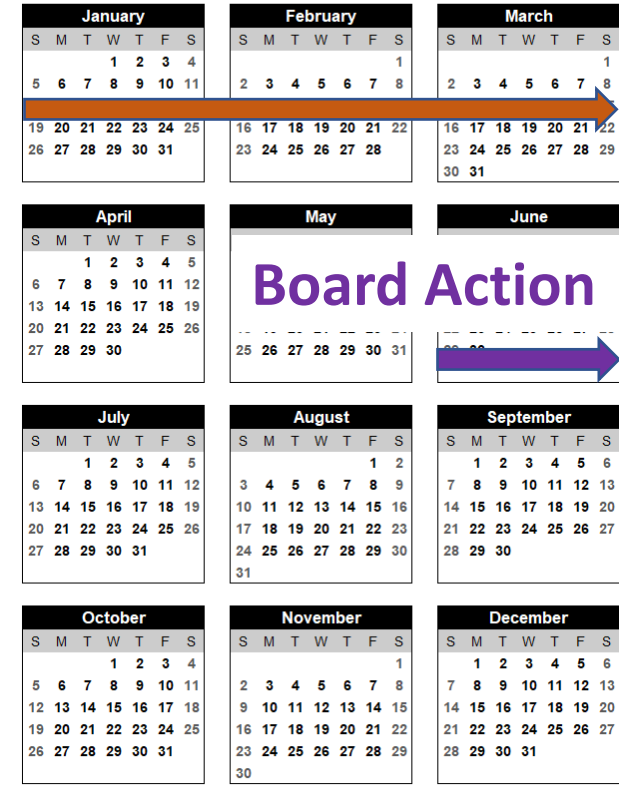 January February March
S M T W T F S S M T W T F S S M T W T F S
1 2 3 4 1 1
5 6 7 8 9 10 11 2 3 4 5 6 7 8 2 3 4 5 6 7 8
19 20 21 22 23 24 25 16 17 18 19 20 21 22 16 17 18 19 20 21 22
26 27 28 29 30 31 23 24 25 26 27 28 23 24 25 26 27 28 29
30 31
April May June
S M T W T F S
1 2 3 4 5
6 7 8 9 10 11 12 Board Action
13 14 15 16 17 18 19
20 21 22 23 24 25 26
27 28 29 30 25 26 27 28 29 30 31
July August September
S M T W T F S S M T W T F S S M T W T F S
1 2 3 4 5 1 2 1 2 3 4 5 6
6 7 8 9 10 11 12 3 4 5 6 7 8 9 7 8 9 10 11 12 13
13 14 15 16 17 18 19 10 11 12 13 14 15 16 14 15 16 17 18 19 20
20 21 22 23 24 25 26 17 18 19 20 21 22 23 21 22 23 24 25 26 27
27 28 29 30 31 24 25 26 27 28 29 30 28 29 30
31
October November December
S M T W T F S S M T W T F S S M T W T F S
1 2 3 4 1 1 2 3 4 5 6
5 6 7 8 9 10 11 2 3 4 5 6 7 8 7 8 9 10 11 12 13
12 13 14 15 16 17 18 9 10 11 12 13 14 15 14 15 16 17 18 19 20
19 20 21 22 23 24 25 16 17 18 19 20 21 22 21 22 23 24 25 26 27
26 27 28 29 30 31 23 24 25 26 27 28 29 28 29 30 31
30